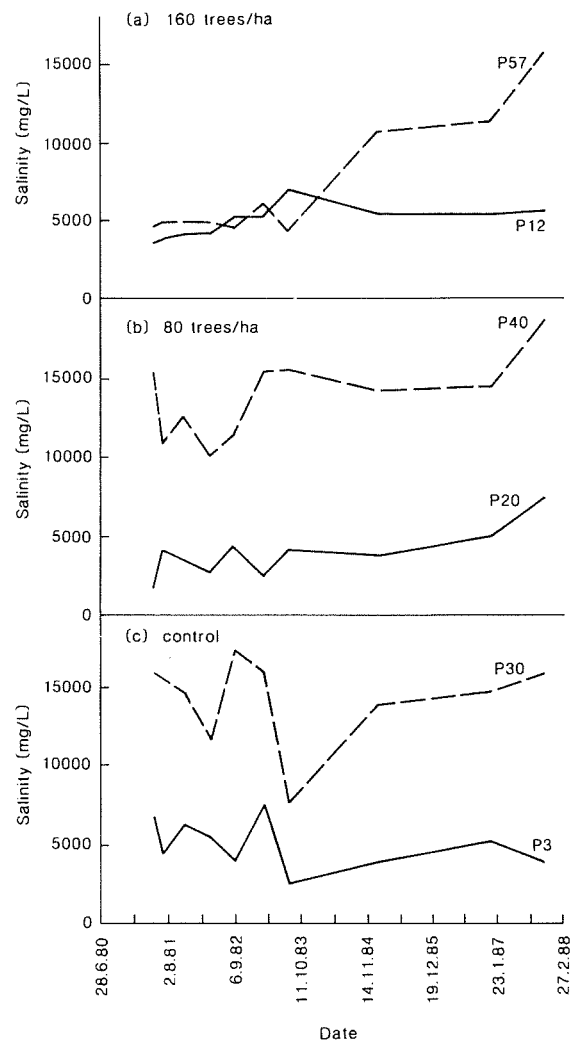 (a) 160 trees/ha
P57
15000
10000
5000
P12
0
Salinity (mg/L)
(b) 80 trees/ha
P40
15000
10000
P20
5000
0
Salinity (mg/L)
(c) control
P30
15000
10000
5000
P3
0
Salinity (mg/L)
28.6.80
2.8.81
6.9.82
11.10.83
14.11.84
19.12.85
23.1.87
27.2.88
Date